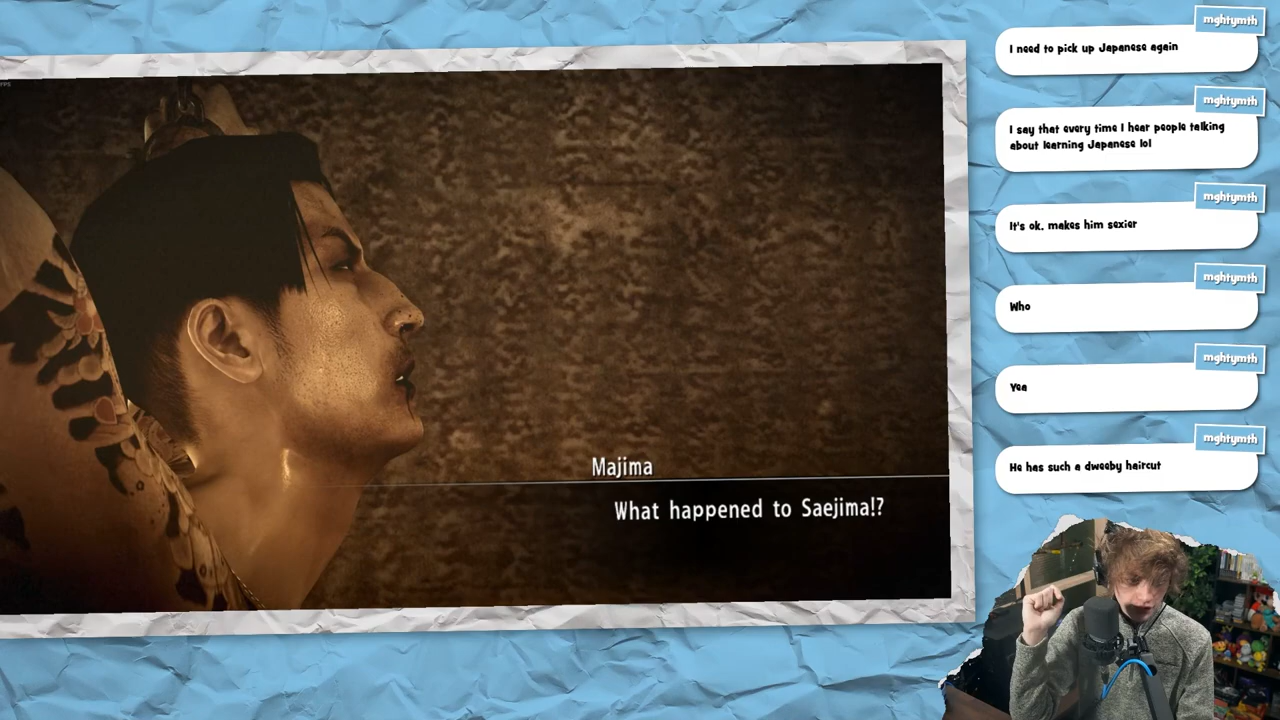 Majima
What happened to Saejima!?
mghtymth
I need to pick up Japanese again
mghtymth
I say that every time I hear people talking
about learning Japanese lol
mghtymth
It's ok. makes him sexier
mghtymth
Who
mghtymth
Yea
mghtymth
He has such a dweeby haircut